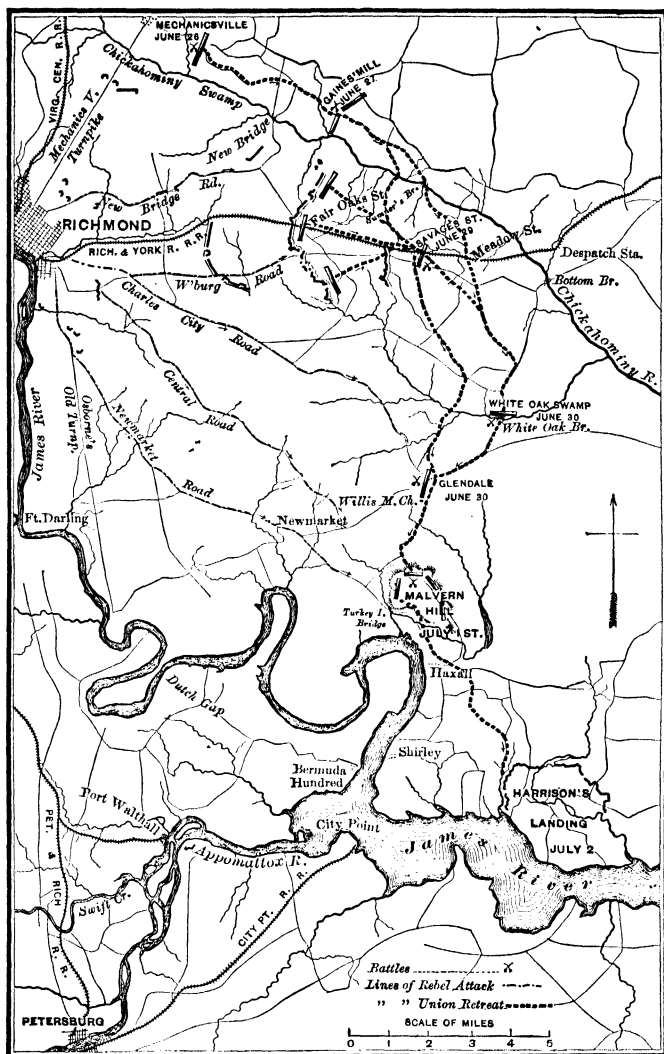 MECHANICSVILLE
JUNE 26
VIRG. CEN. R. R.
Mechanics V.
Turnpike
Chickahominy Swamp
GAINES' MILL
JUNE 27
New Bridge
New Bridge Rd.
RICHMOND
Fair Oaks St.
RICH. & YORK R. R. R.
SAVAGES ST.
JUNE 29
Meadow St.
Despatch Sta.
Bottom Br.
W'burg Road
Charles City Road
Chickahominy R.
Central Road
James River
Osborne's
Old Turnp.
Newmarket Road
WHITE OAK SWAMP
JUNE 30
White Oak Br.
Willis M. Ch.
GLENDALE
JUNE 30
Ft. Darling
Newmarket
MALVERN
HILL
JULY 1ST.
Turkey I.
Bridge
Haxall
Dutch Gap
Shirley
Bermuda
Hundred
Port Walthall
City Point
HARRISON'S
LANDING
JULY 2
James River
PET. & RICH. R. R.
Appomattox R.
Swift Cr.
CITY PT. R. R.
PETERSBURG
Battles
Lines of Rebel Attack
" " Union Retreat
SCALE OF MILES
0 1 2 3 4 5